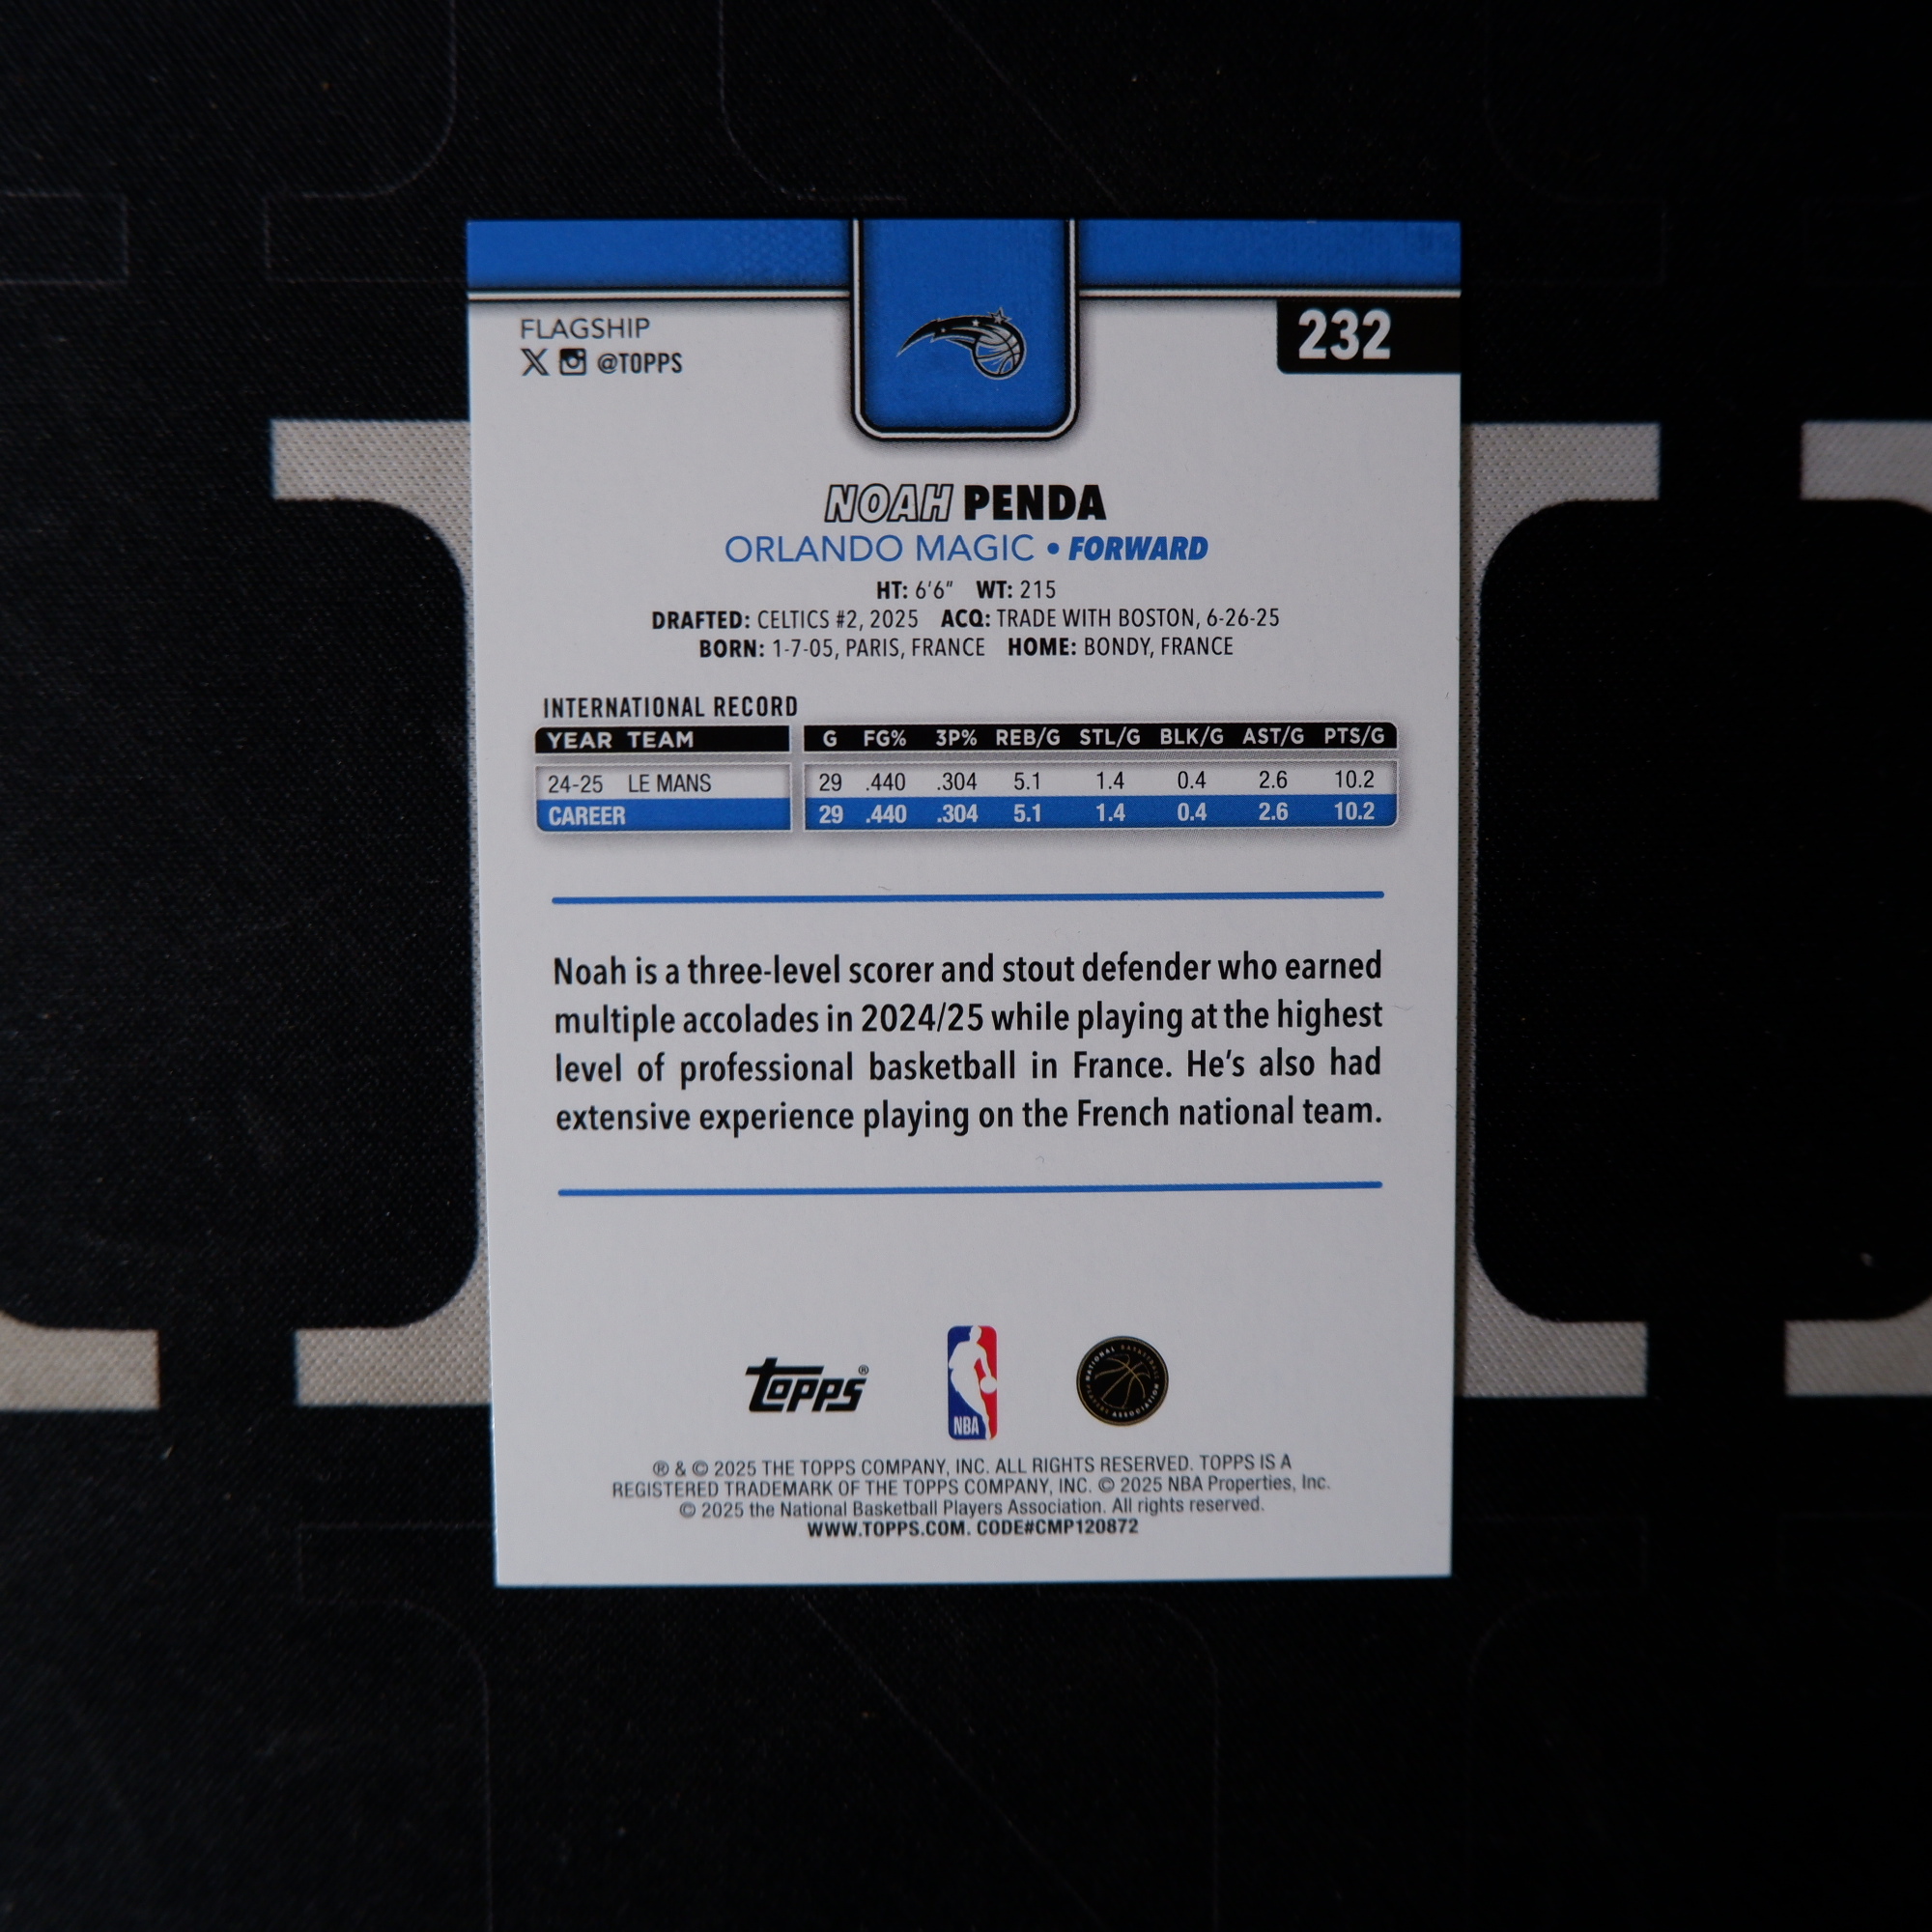 FLAGSHIP
@TOPPS
232
NOAH PENDA
ORLANDO MAGIC • FORWARD
HT: 6'6" WT: 215
DRAFTED: CELTICS #2, 2025 ACQ: TRADE WITH BOSTON, 6-26-25
BORN: 1-7-05, PARIS, FRANCE HOME: BONDY, FRANCE
INTERNATIONAL RECORD
YEAR TEAM G FG% 3P% REB/G STL/G BLK/G AST/G PTS/G
24-25 LE MANS 29 .440 .304 5.1 1.4 0.4 2.6 10.2
CAREER 29 .440 .304 5.1 1.4 0.4 2.6 10.2
Noah is a three-level scorer and stout defender who earned
multiple accolades in 2024/25 while playing at the highest
level of professional basketball in France. He's also had
extensive experience playing on the French national team.
topps®
NBA
NATIONAL BASKETBALL PLAYERS ASSOCIATION
® & © 2025 THE TOPPS COMPANY, INC. ALL RIGHTS RESERVED. TOPPS IS A
REGISTERED TRADEMARK OF THE TOPPS COMPANY, INC. © 2025 NBA Properties, Inc.
© 2025 the National Basketball Players Association. All rights reserved.
WWW.TOPPS.COM. CODE#CMP120872